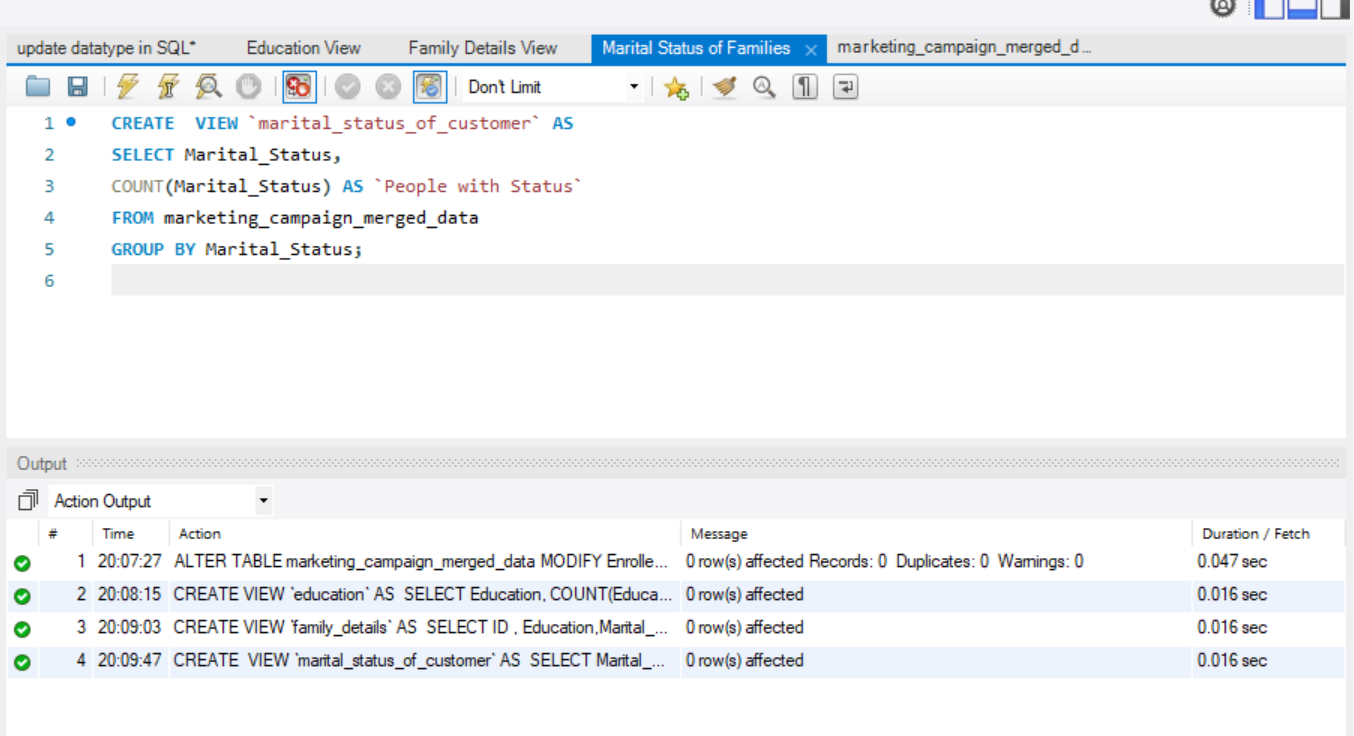 update datatype in SQL* Education View Family Details View Marital Status of Families × marketing_campaign_merged_d...
Don't Limit
1 CREATE  VIEW `marital_status_of_customer` AS
2 SELECT Marital_Status,
3 COUNT(Marital_Status) AS `People with Status`
4 FROM marketing_campaign_merged_data
5 GROUP BY Marital_Status;
6
Output
Action Output
# Time Action Message Duration / Fetch
1 20:07:27 ALTER TABLE marketing_campaign_merged_data MODIFY Enrolle... 0 row(s) affected Records: 0  Duplicates: 0  Warnings: 0 0.047 sec
2 20:08:15 CREATE VIEW `education` AS  SELECT Education, COUNT(Educa... 0 row(s) affected 0.016 sec
3 20:09:03 CREATE VIEW `family_details` AS  SELECT ID , Education,Marital_... 0 row(s) affected 0.016 sec
4 20:09:47 CREATE  VIEW `marital_status_of_customer` AS  SELECT Marital_... 0 row(s) affected 0.016 sec